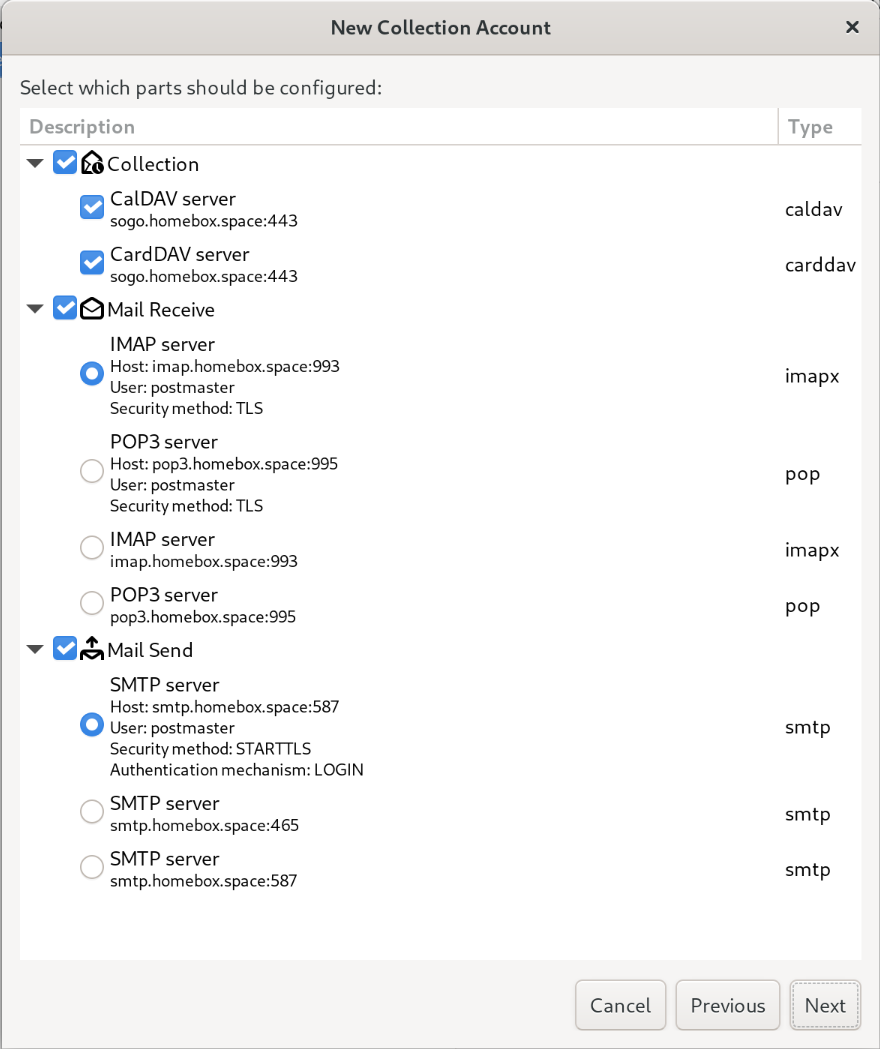 New Collection Account
Select which parts should be configured:
Description Type
Collection
CalDAV server
sogo.homebox.space:443
caldav
CardDAV server
sogo.homebox.space:443
carddav
Mail Receive
IMAP server
Host: imap.homebox.space:993
User: postmaster
Security method: TLS
imapx
POP3 server
Host: pop3.homebox.space:995
User: postmaster
Security method: TLS
pop
IMAP server
imap.homebox.space:993
imapx
POP3 server
pop3.homebox.space:995
pop
Mail Send
SMTP server
Host: smtp.homebox.space:587
User: postmaster
Security method: STARTTLS
Authentication mechanism: LOGIN
smtp
SMTP server
smtp.homebox.space:465
smtp
SMTP server
smtp.homebox.space:587
smtp
Cancel Previous Next